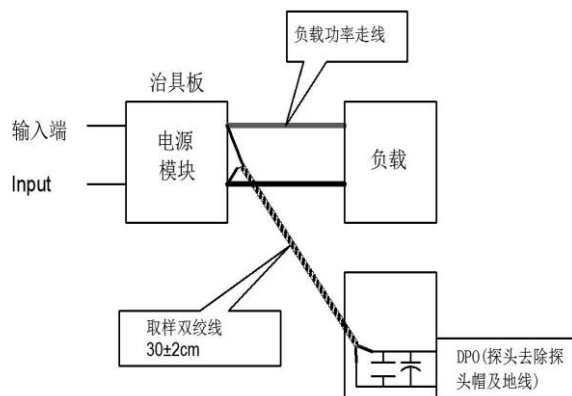 负载功率走线
治具板
输入端
电源
模块
负载
Input
取样双绞线
30±2cm
DPO(探头去除探
头帽及地线)